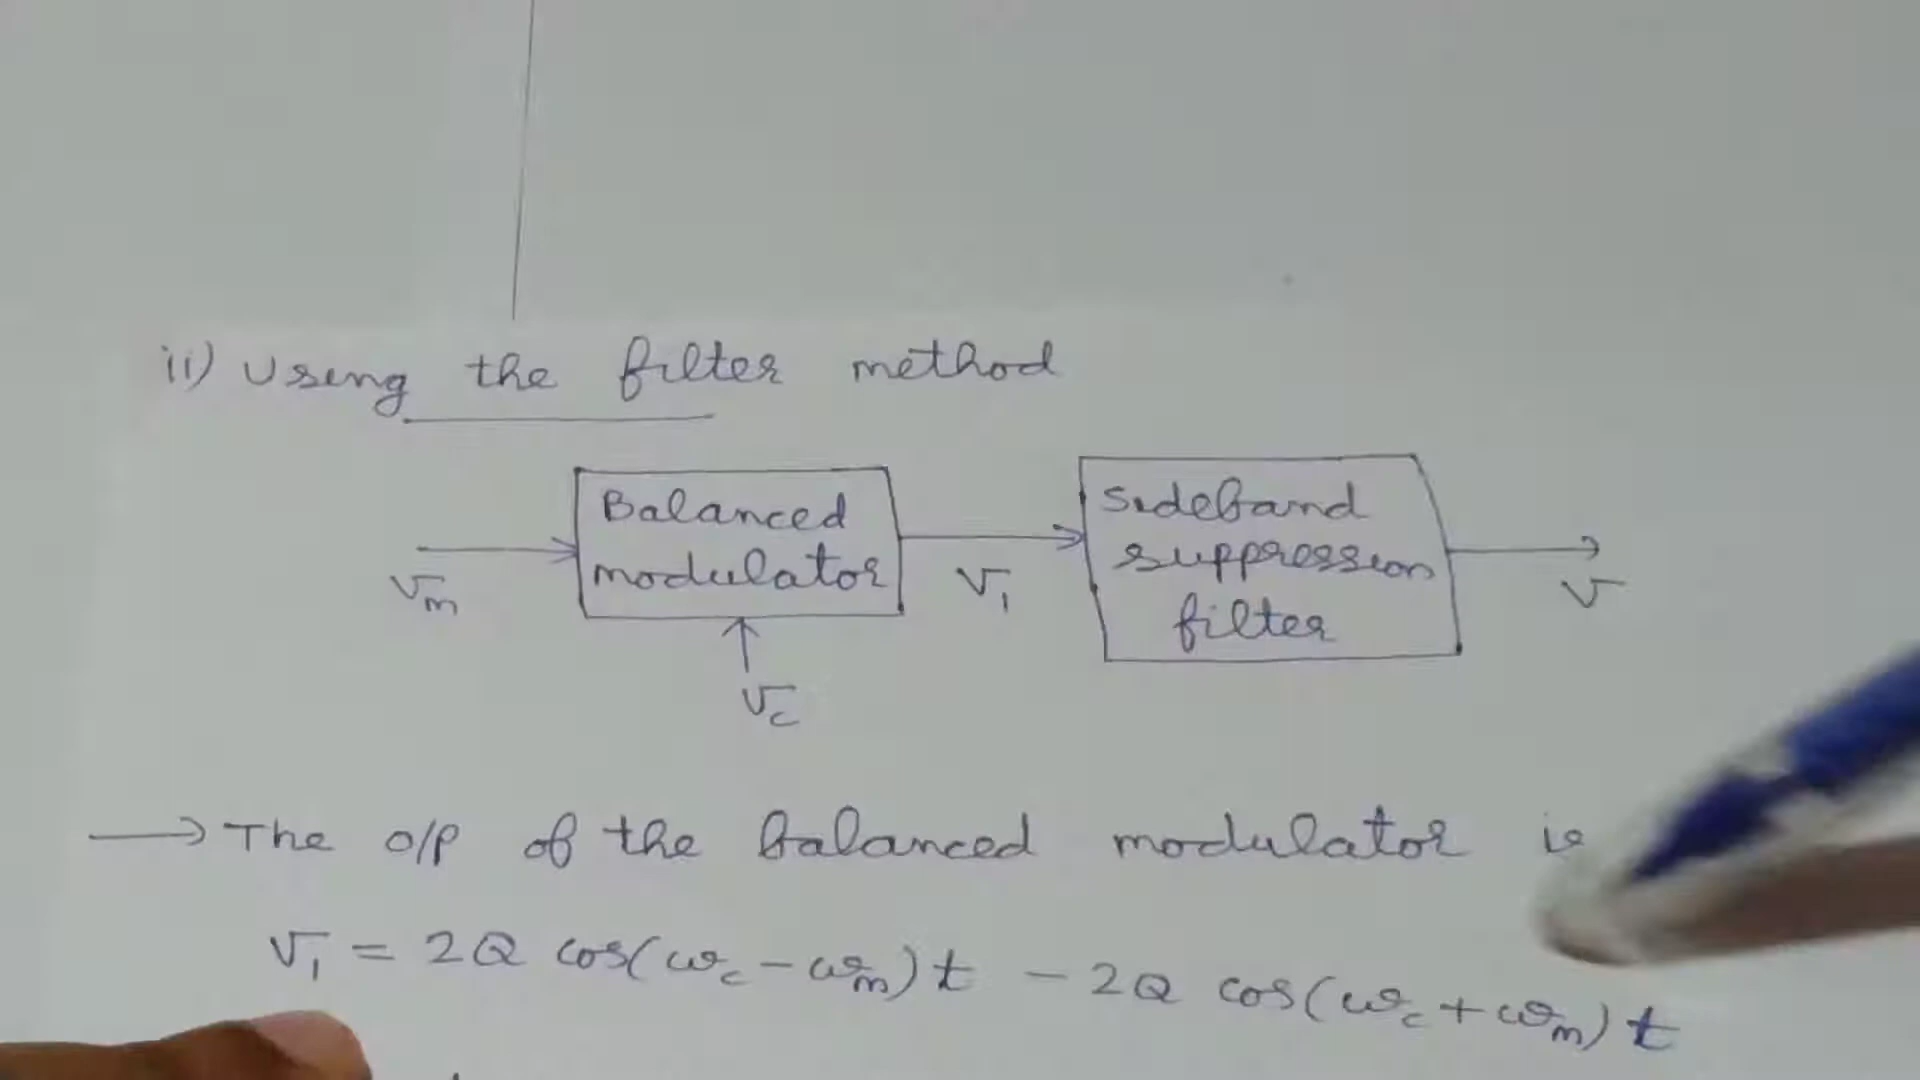 ii) Using the filter method
Balanced
modulator
Sideband
suppression
filter
Vm
V1
V
Vc
→ The o/p of the balanced modulator is
V1 = 2Q cos(ωc - ωm)t - 2Q cos(ωc + ωm)t